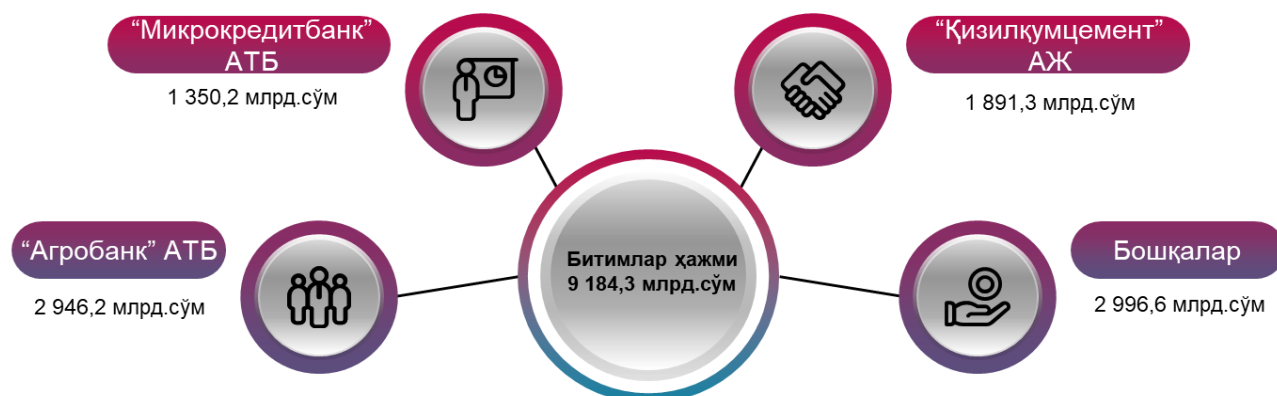 “Микрокредитбанк”
АТБ
1 350,2 млрд.сўм
“Қизилқумцемент”
АЖ
1 891,3 млрд.сўм
“Агробанк” АТБ
2 946,2 млрд.сўм
Битимлар ҳажми
9 184,3 млрд.сўм
Бошқалар
2 996,6 млрд.сўм